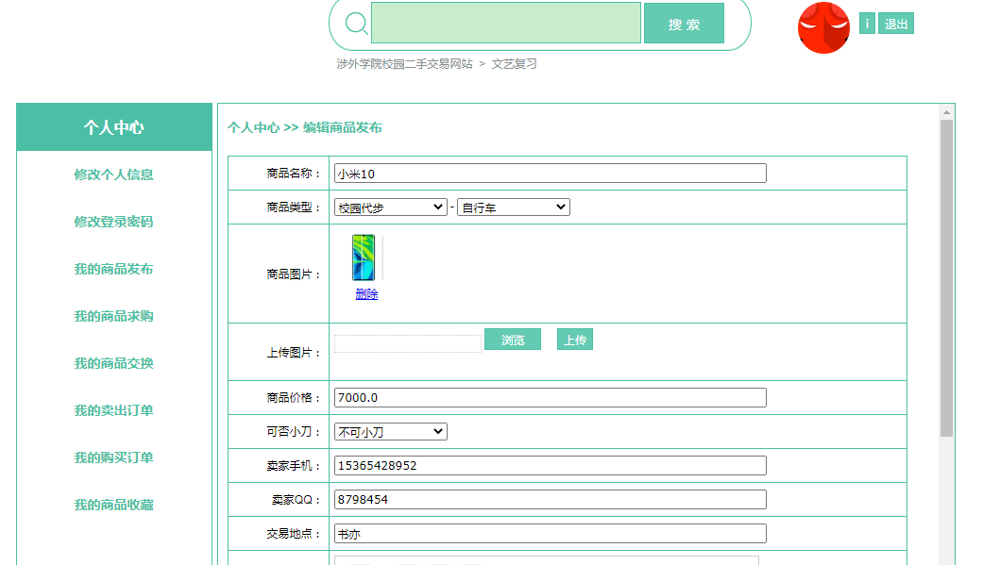 搜 索
i 退出
涉外学院校园二手交易网站 > 文艺复习
个人中心
修改个人信息
修改登录密码
我的商品发布
我的商品求购
我的商品交换
我的卖出订单
我的购买订单
我的商品收藏
个人中心 >> 编辑商品发布
商品名称： 小米10
商品类型： 校园代步 - 自行车
商品图片：
删除
上传图片： 浏览 上传
商品价格： 7000.0
可否小刀： 不可小刀
卖家手机： 15365428952
卖家QQ： 8798454
交易地点： 书亦